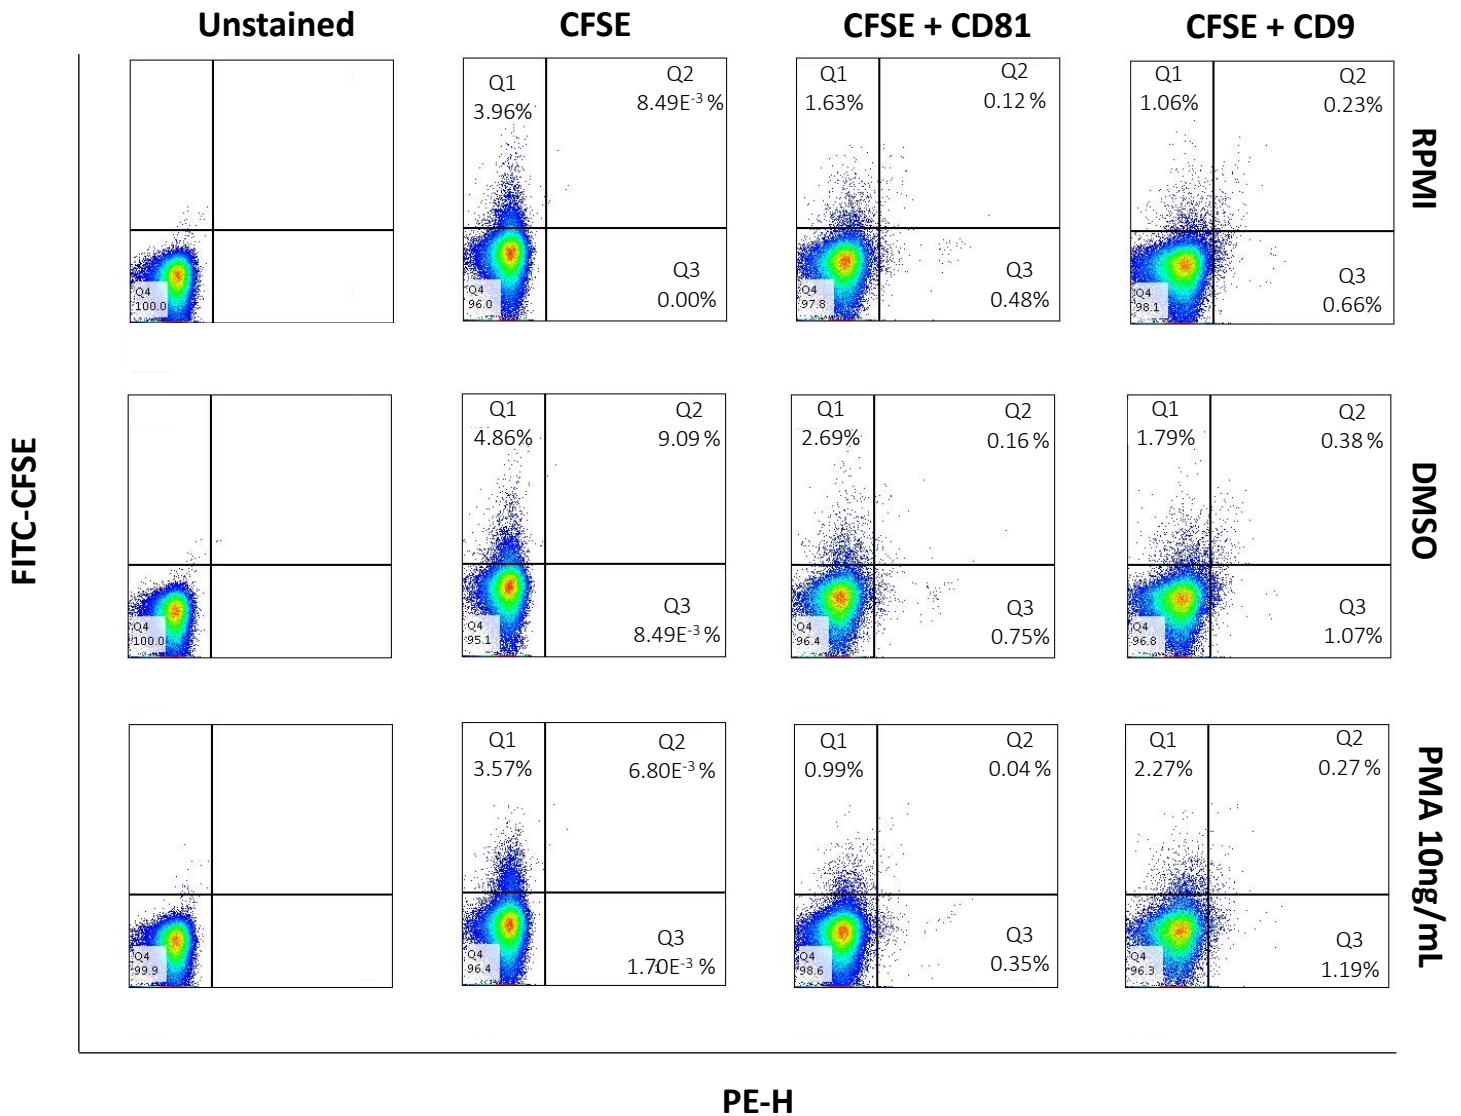 Unstained
CFSE
CFSE + CD81
CFSE + CD9
Q4
100.0
Q1
3.96%
Q2
8.49E⁻³ %
Q3
0.00%
Q4
96.0
Q1
1.63%
Q2
0.12 %
Q3
0.48%
Q4
97.8
Q1
1.06%
Q2
0.23%
Q3
0.66%
Q4
98.1
RPMI
Q4
100.0
Q1
4.86%
Q2
9.09 %
Q3
8.49E⁻³ %
Q4
95.1
Q1
2.69%
Q2
0.16 %
Q3
0.75%
Q4
96.4
Q1
1.79%
Q2
0.38 %
Q3
1.07%
Q4
96.8
DMSO
Q4
99.9
Q1
3.57%
Q2
6.80E⁻³ %
Q3
1.70E⁻³ %
Q4
96.4
Q1
0.99%
Q2
0.04 %
Q3
0.35%
Q4
98.6
Q1
2.27%
Q2
0.27 %
Q3
1.19%
Q4
96.3
PMA 10ng/mL
FITC-CFSE
PE-H